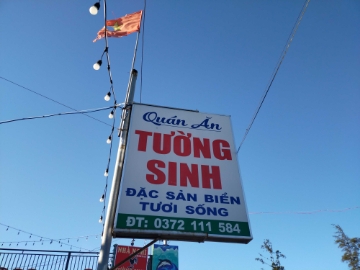 Quán Ăn
TƯỜNG
SINH
ĐẶC SẢN BIỂN
TƯƠI SỐNG
ĐT: 0372 111 584